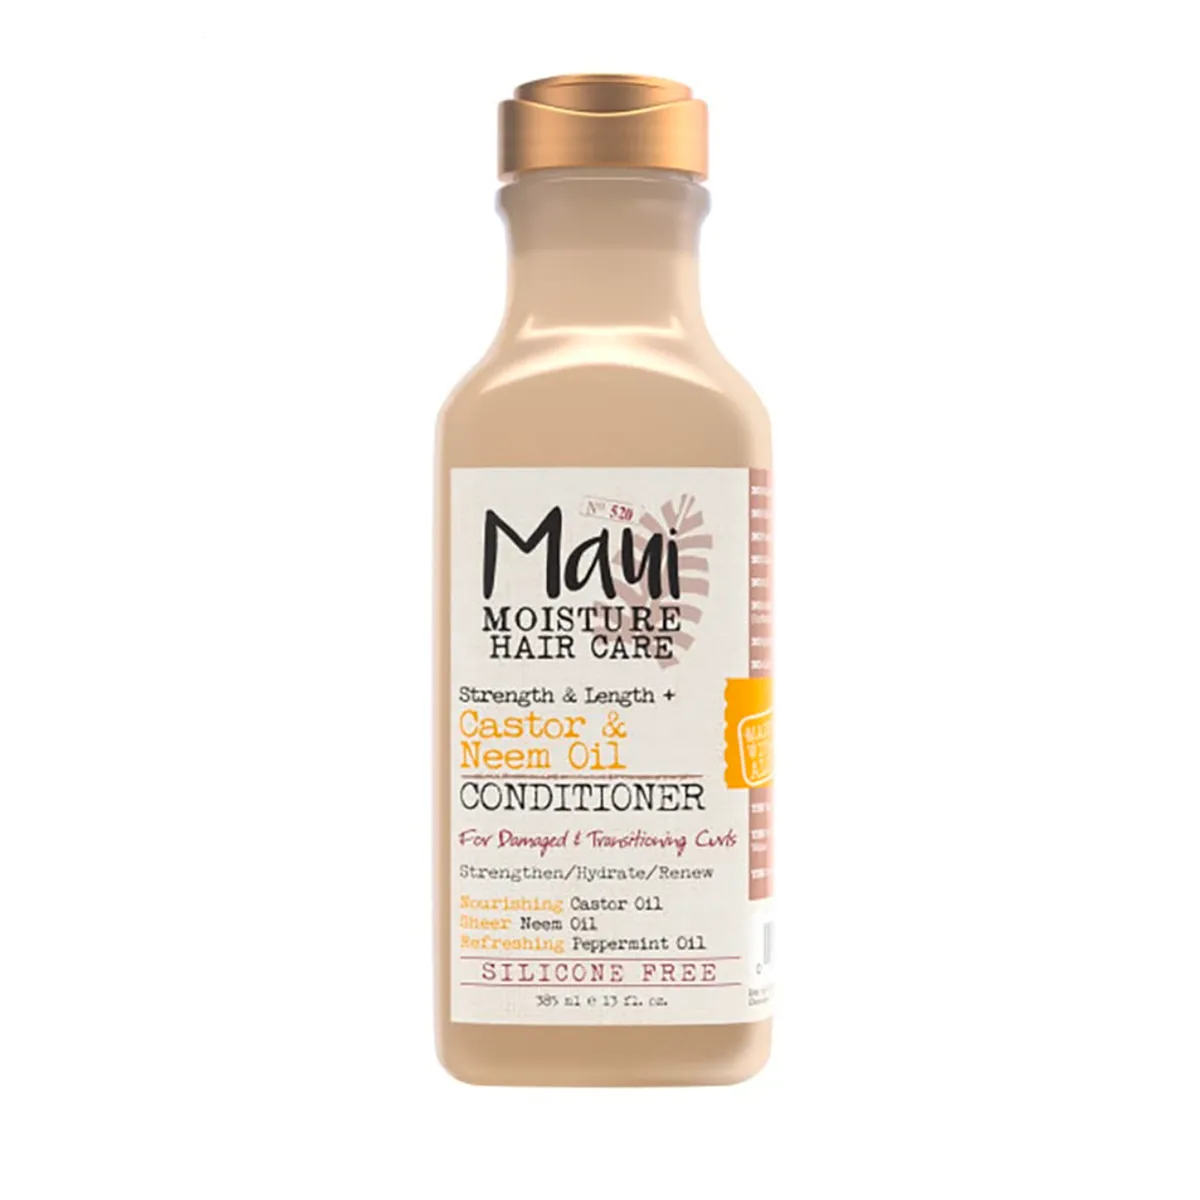 Nº 520
Maui
MOISTURE
HAIR CARE
Strength & Length +
Castor &
Neem Oil
CONDITIONER
For Damaged & Transitioning Curls
Strengthen/Hydrate/Renew
Nourishing Castor Oil
Sheer Neem Oil
Refreshing Peppermint Oil
SILICONE FREE
385 ml e 13 fl. oz.